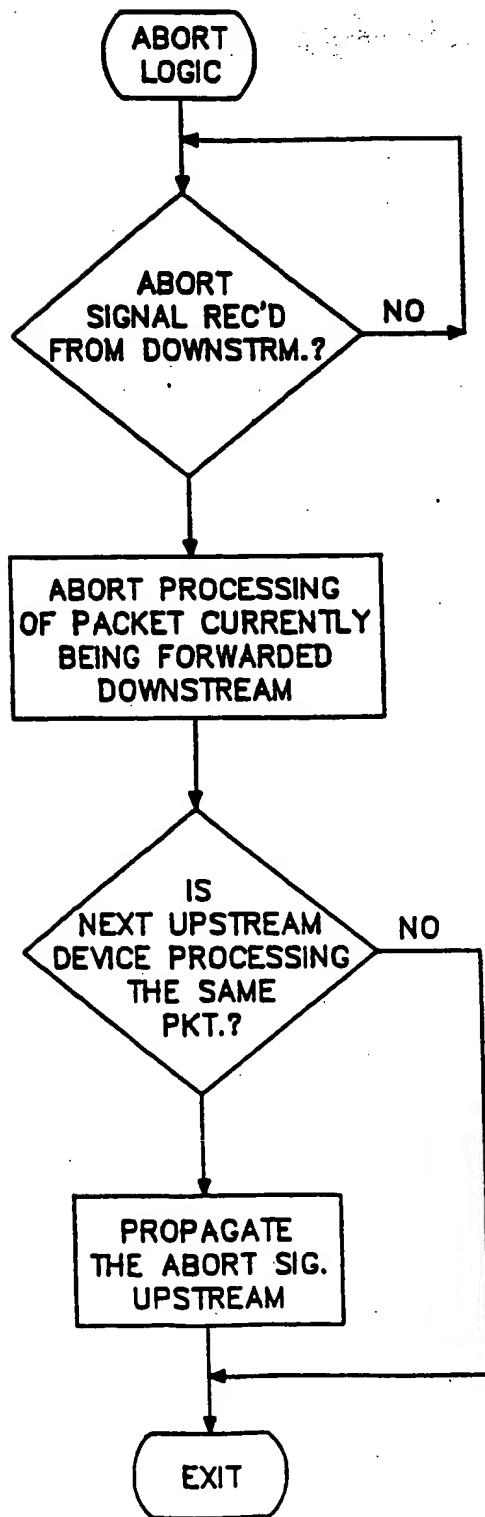 ABORT
LOGIC
ABORT
SIGNAL REC'D
FROM DOWNSTRM.?
NO
ABORT PROCESSING
OF PACKET CURRENTLY
BEING FORWARDED
DOWNSTREAM
IS
NEXT UPSTREAM
DEVICE PROCESSING
THE SAME
PKT.?
NO
PROPAGATE
THE ABORT SIG.
UPSTREAM
EXIT